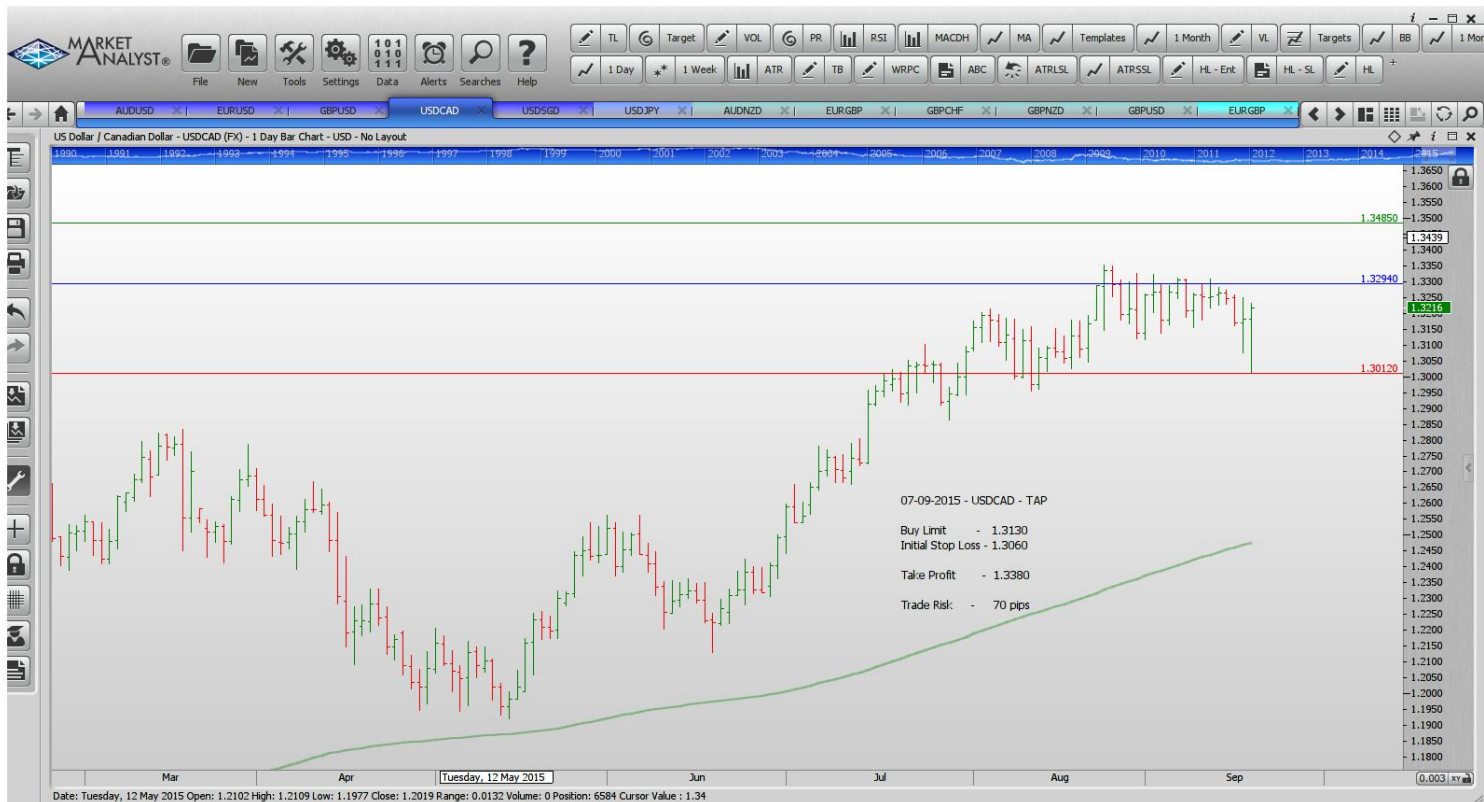 i
MARKET ANALYST®
File New Tools Settings Data Alerts Searches Help
101
010
111
TL Target VOL PR RSI MACDH MA Templates 1 Month VL Targets BB 1 Mor
1 Day 1 Week ATR TB WRPC ABC ATRLSL ATRSSL HL - Ent HL - SL HL +
AUDUSD EURUSD GBPUSD USDCAD USDSGD USDJPY AUDNZD EURGBP GBPCHF GBPNZD GBPUSD EURGBP
US Dollar / Canadian Dollar - USDCAD (FX) - 1 Day Bar Chart - USD - No Layout
1990 1991 1992 1993 1994 1995 1996 1997 1998 1999 2000 2001 2002 2003 2004 2005 2006 2007 2008 2009 2010 2011 2012 2013 2014 2015
1.3650
1.3600
1.3550
1.34850
1.3500
1.3439
1.3400
1.3350
1.32940
1.3300
1.3250
1.3216
1.3200
1.3150
1.3100
1.3050
1.30120
1.3000
1.2950
1.2900
1.2850
1.2800
1.2750
1.2700
1.2650
1.2600
1.2550
1.2500
1.2450
1.2400
1.2350
1.2300
1.2250
1.2200
1.2150
1.2100
1.2050
1.2000
1.1950
1.1900
1.1850
1.1800
07-09-2015 - USDCAD - TAP
Buy Limit - 1.3130
Initial Stop Loss - 1.3060
Take Profit - 1.3380
Trade Risk - 70 pips
Mar Apr Tuesday, 12 May 2015 Jun Jul Aug Sep
0.003 XY
Date: Tuesday, 12 May 2015 Open: 1.2102 High: 1.2109 Low: 1.1977 Close: 1.2019 Range: 0.0132 Volume: 0 Position: 6584 Cursor Value : 1.34